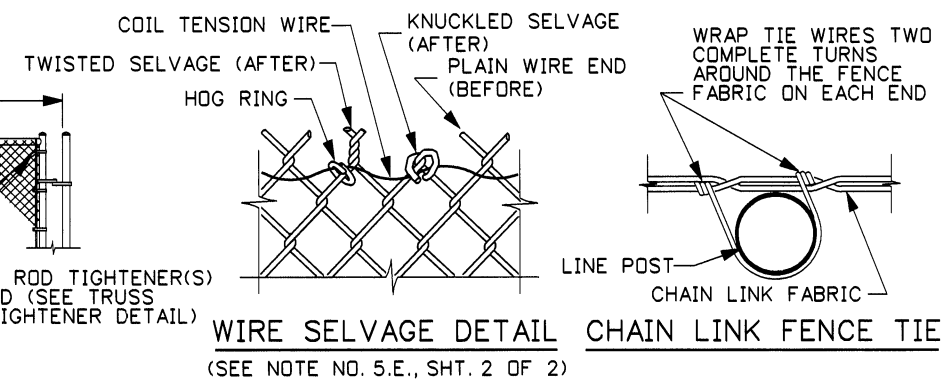 COIL TENSION WIRE
KNUCKLED SELVAGE
(AFTER)
TWISTED SELVAGE (AFTER)
PLAIN WIRE END
(BEFORE)
HOG RING
WRAP TIE WIRES TWO
COMPLETE TURNS
AROUND THE FENCE
FABRIC ON EACH END
ROD TIGHTENER(S)
D (SEE TRUSS
IGHTENER DETAIL)
LINE POST
CHAIN LINK FABRIC
WIRE SELVAGE DETAIL
(SEE NOTE NO. 5.E., SHT. 2 OF 2)
CHAIN LINK FENCE TIE